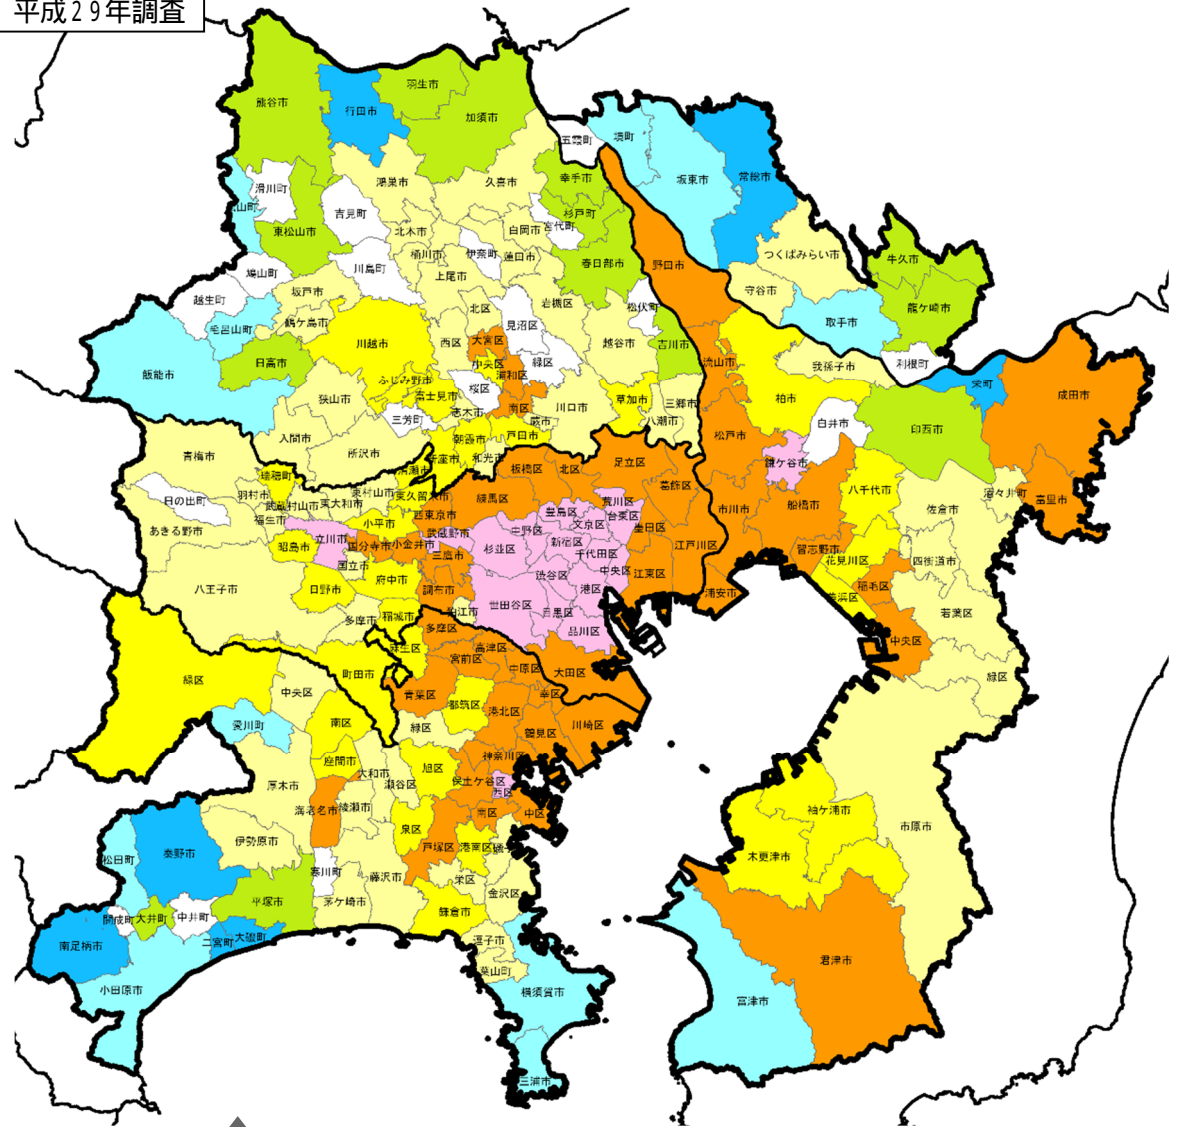 平成29年調査
羽生市
熊谷市
行田市
加須市
五霞町
境町
幸手市
常総市
坂東市
鴻巣市
久喜市
滑川町
山町
吉見町
杉戸町
東松山市
北本市
白岡市
宮代町
桶川市
伊奈町
蓮田市
つくばみらい市
牛久市
鳩山町
川島町
上尾市
春日部市
野田市
守谷市
坂戸市
越生町
北区
岩槻区
松伏町
龍ケ崎市
毛呂山町
鶴ケ島市
見沼区
取手市
川越市
西区
大宮区
越谷市
吉川市
日高市
中央区
緑区
流山市
我孫子市
利根町
飯能市
浦和区
ふじみ野市
富士見市
桜区
栄町
成田市
狭山市
志木市
南区
川口市
草加市
三郷市
柏市
三芳町
蕨市
八潮市
白井市
印西市
入間市
朝霞市
戸田市
松戸市
所沢市
新座市
和光市
青梅市
板橋区
北区
足立区
鎌ケ谷市
清瀬市
瑞穂町
葛飾区
八千代市
羽村市
東村山市
東久留米市
練馬区
沼々井町
日の出町
武蔵村山市
東大和市
荒川区
船橋市
富里市
福生市
小平市
西東京市
豊島区
台東区
市川市
佐倉市
あきる野市
立川市
武蔵野市
中野区
文京区
墨田区
昭島市
国分寺市
小金井市
杉並区
新宿区
江戸川区
習志野市
三鷹市
千代田区
花見川区
四街道市
国立市
府中市
渋谷区
中央区
江東区
八王子市
日野市
調布市
港区
浦安市
稲毛区
美浜区
狛江市
世田谷区
目黒区
若葉区
多摩市
稲城市
多摩区
品川区
中央区
麻生区
高津区
宮前区
中原区
大田区
町田市
緑区
緑区
中央区
青葉区
幸区
都筑区
港北区
愛川町
南区
緑区
川崎区
鶴見区
神奈川区
座間市
大和市
旭区
厚木市
瀬谷区
保土ケ谷区
西区
海老名市
綾瀬市
袖ケ浦市
南区
中区
市原市
泉区
伊勢原市
戸塚区
港南区
秦野市
松田町
木更津市
寒川町
藤沢市
栄区
金沢区
平塚市
茅ケ崎市
鎌倉市
開成町
大井町
中井町
二宮町
大磯町
逗子市
南足柄市
君津市
葉山町
小田原市
横須賀市
富津市
三浦市